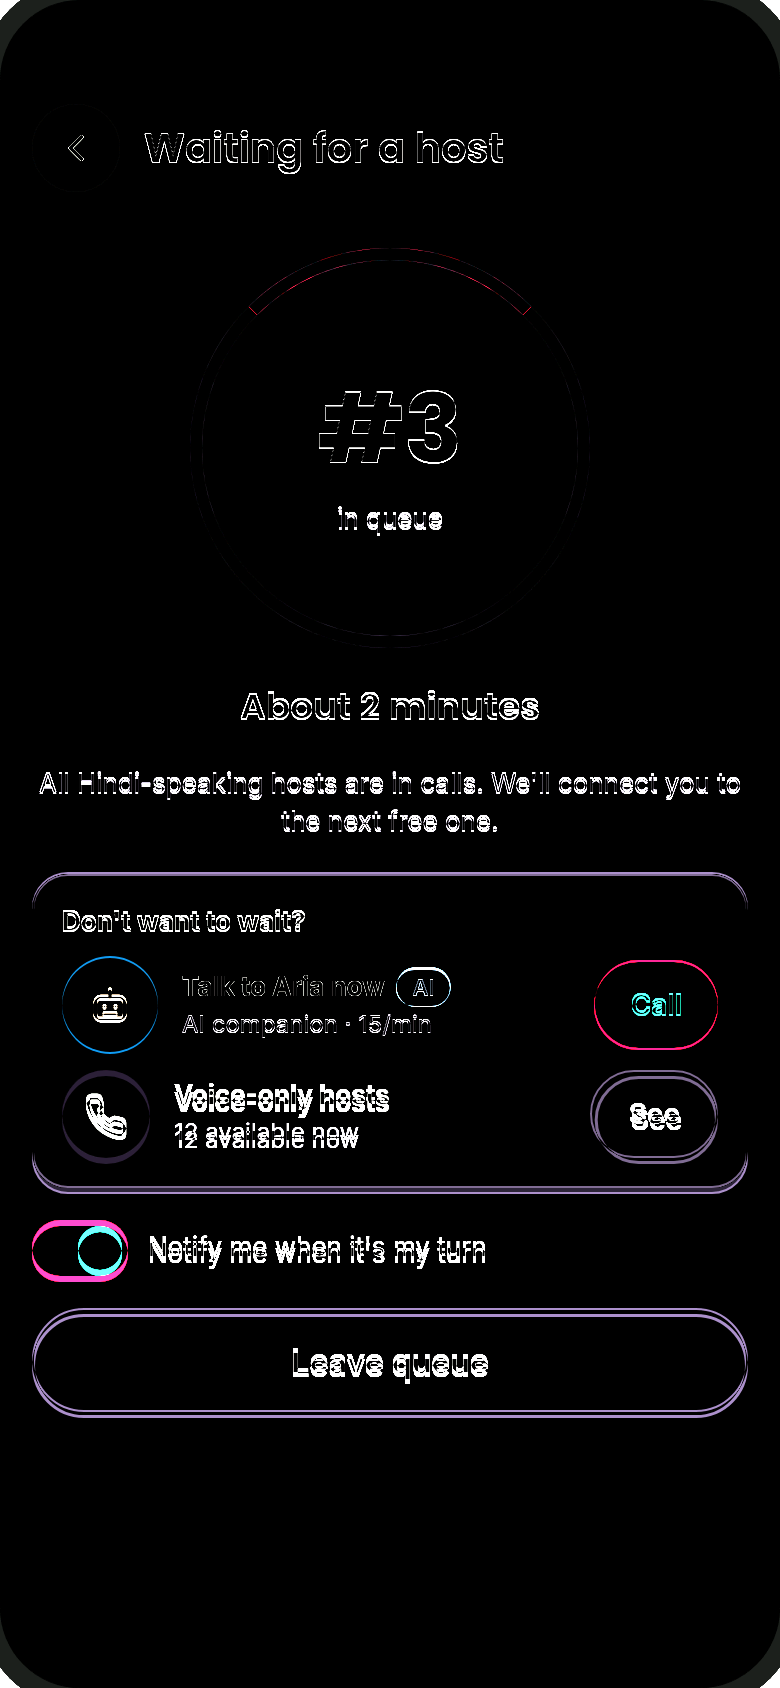 Waiting for a host
#3
in queue
About 2 minutes
All Hindi-speaking hosts are in calls. We'll connect you to
the next free one.
Don't want to wait?
Talk to Aria now AI
AI companion · 15/min
Call
Voice-only hosts
12 available now
See
Notify me when it's my turn
Leave queue